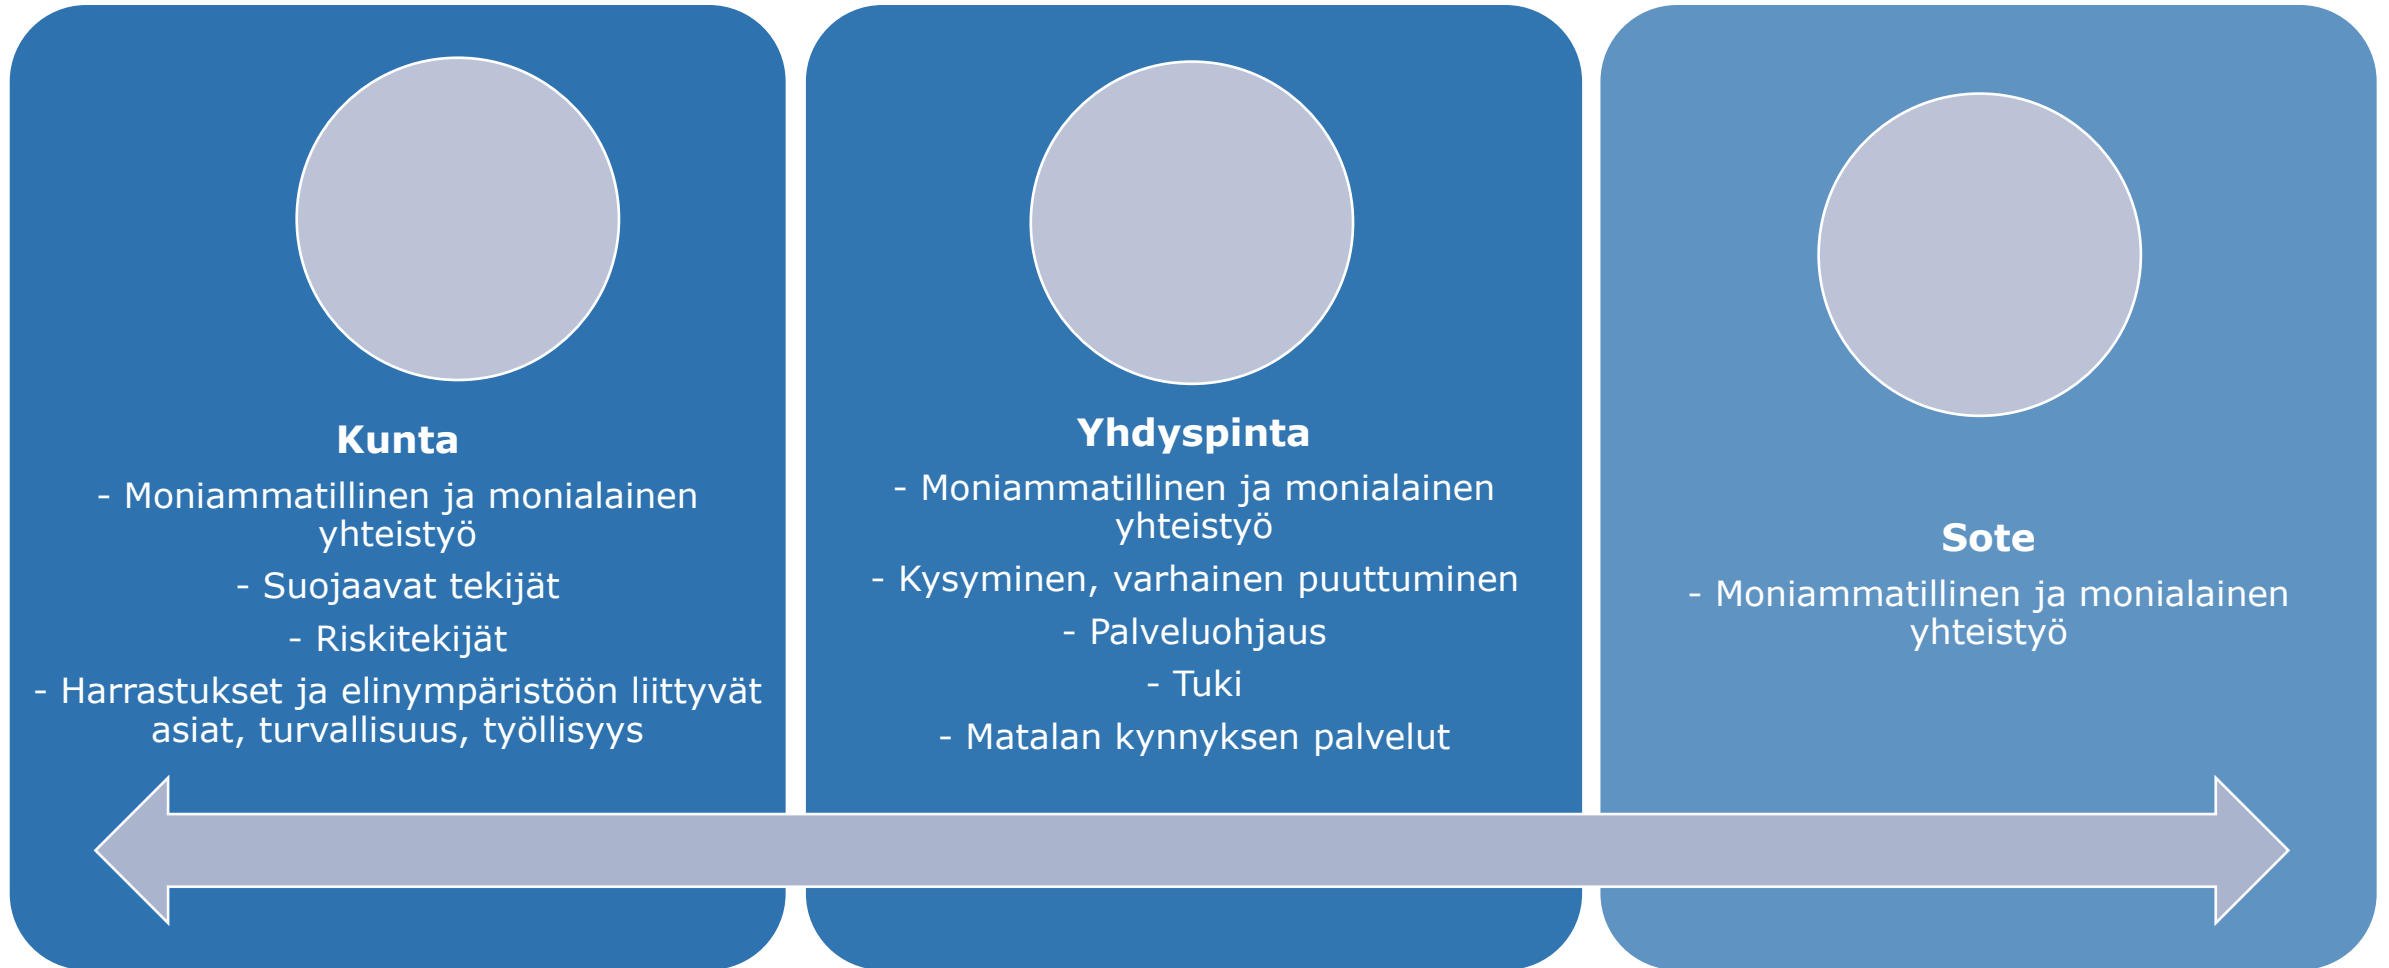 Kunta
- Moniammatillinen ja monialainen
yhteistyö
- Suojaavat tekijät
- Riskitekijät
- Harrastukset ja elinympäristöön liittyvät
asiat, turvallisuus, työllisyys
Yhdyspinta
- Moniammatillinen ja monialainen
yhteistyö
- Kysyminen, varhainen puuttuminen
- Palveluohjaus
- Tuki
- Matalan kynnyksen palvelut
Sote
- Moniammatillinen ja monialainen
yhteistyö